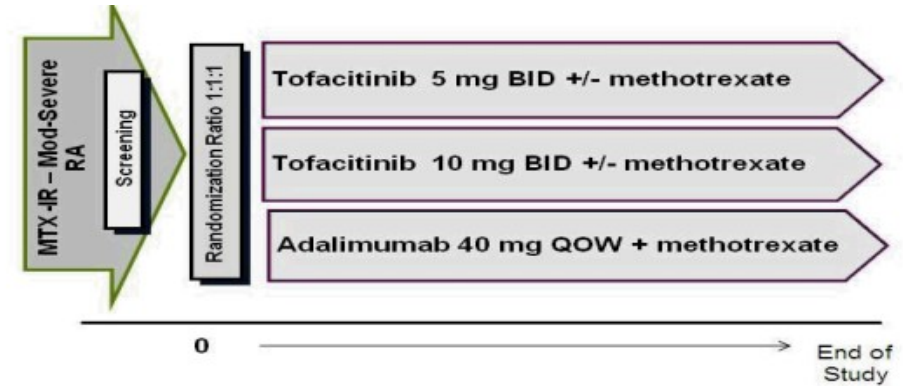 MTX-IR – Mod-Severe
RA
Screening
Randomization Ratio 1:1:1
Tofacitinib 5 mg BID +/- methotrexate
Tofacitinib 10 mg BID +/- methotrexate
Adalimumab 40 mg QOW + methotrexate
0
End of
Study